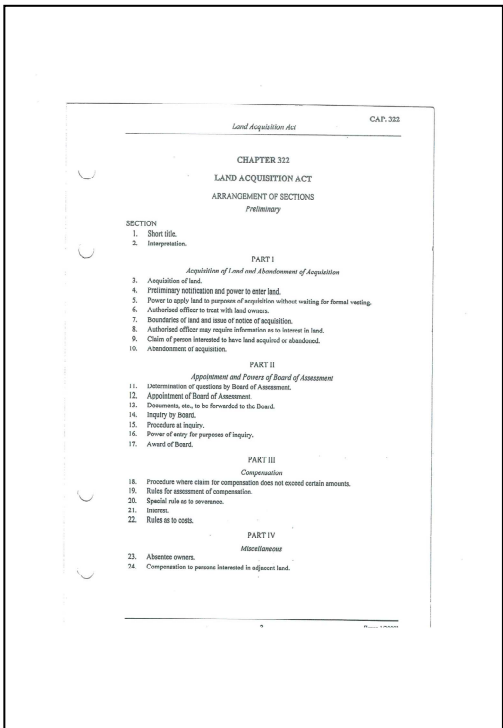 CAP. 322
Land Acquisition Act
CHAPTER 322
LAND ACQUISITION ACT
ARRANGEMENT OF SECTIONS
Preliminary
SECTION
1. Short title.
2. Interpretation.
PART I
Acquisition of Land and Abandonment of Acquisition
3. Acquisition of land.
4. Preliminary notification and power to enter land.
5. Power to apply land to purposes of acquisition without waiting for formal vesting.
6. Authorised officer to treat with land owners.
7. Boundaries of land and issue of notice of acquisition.
8. Authorised officer may require information as to interest in land.
9. Claim of person interested to have land acquired or abandoned.
10. Abandonment of acquisition.
PART II
Appointment and Powers of Board of Assessment
11. Determination of questions by Board of Assessment.
12. Appointment of Board of Assessment.
13. Documents, etc., to be forwarded to the Board.
14. Inquiry by Board.
15. Procedure at inquiry.
16. Power of entry for purposes of inquiry.
17. Award of Board.
PART III
Compensation
18. Procedure where claim for compensation does not exceed certain amounts.
19. Rules for assessment of compensation.
20. Special rule as to severance.
21. Interest.
22. Rules as to costs.
PART IV
Miscellaneous
23. Absentee owners.
24. Compensation to persons interested in adjacent land.